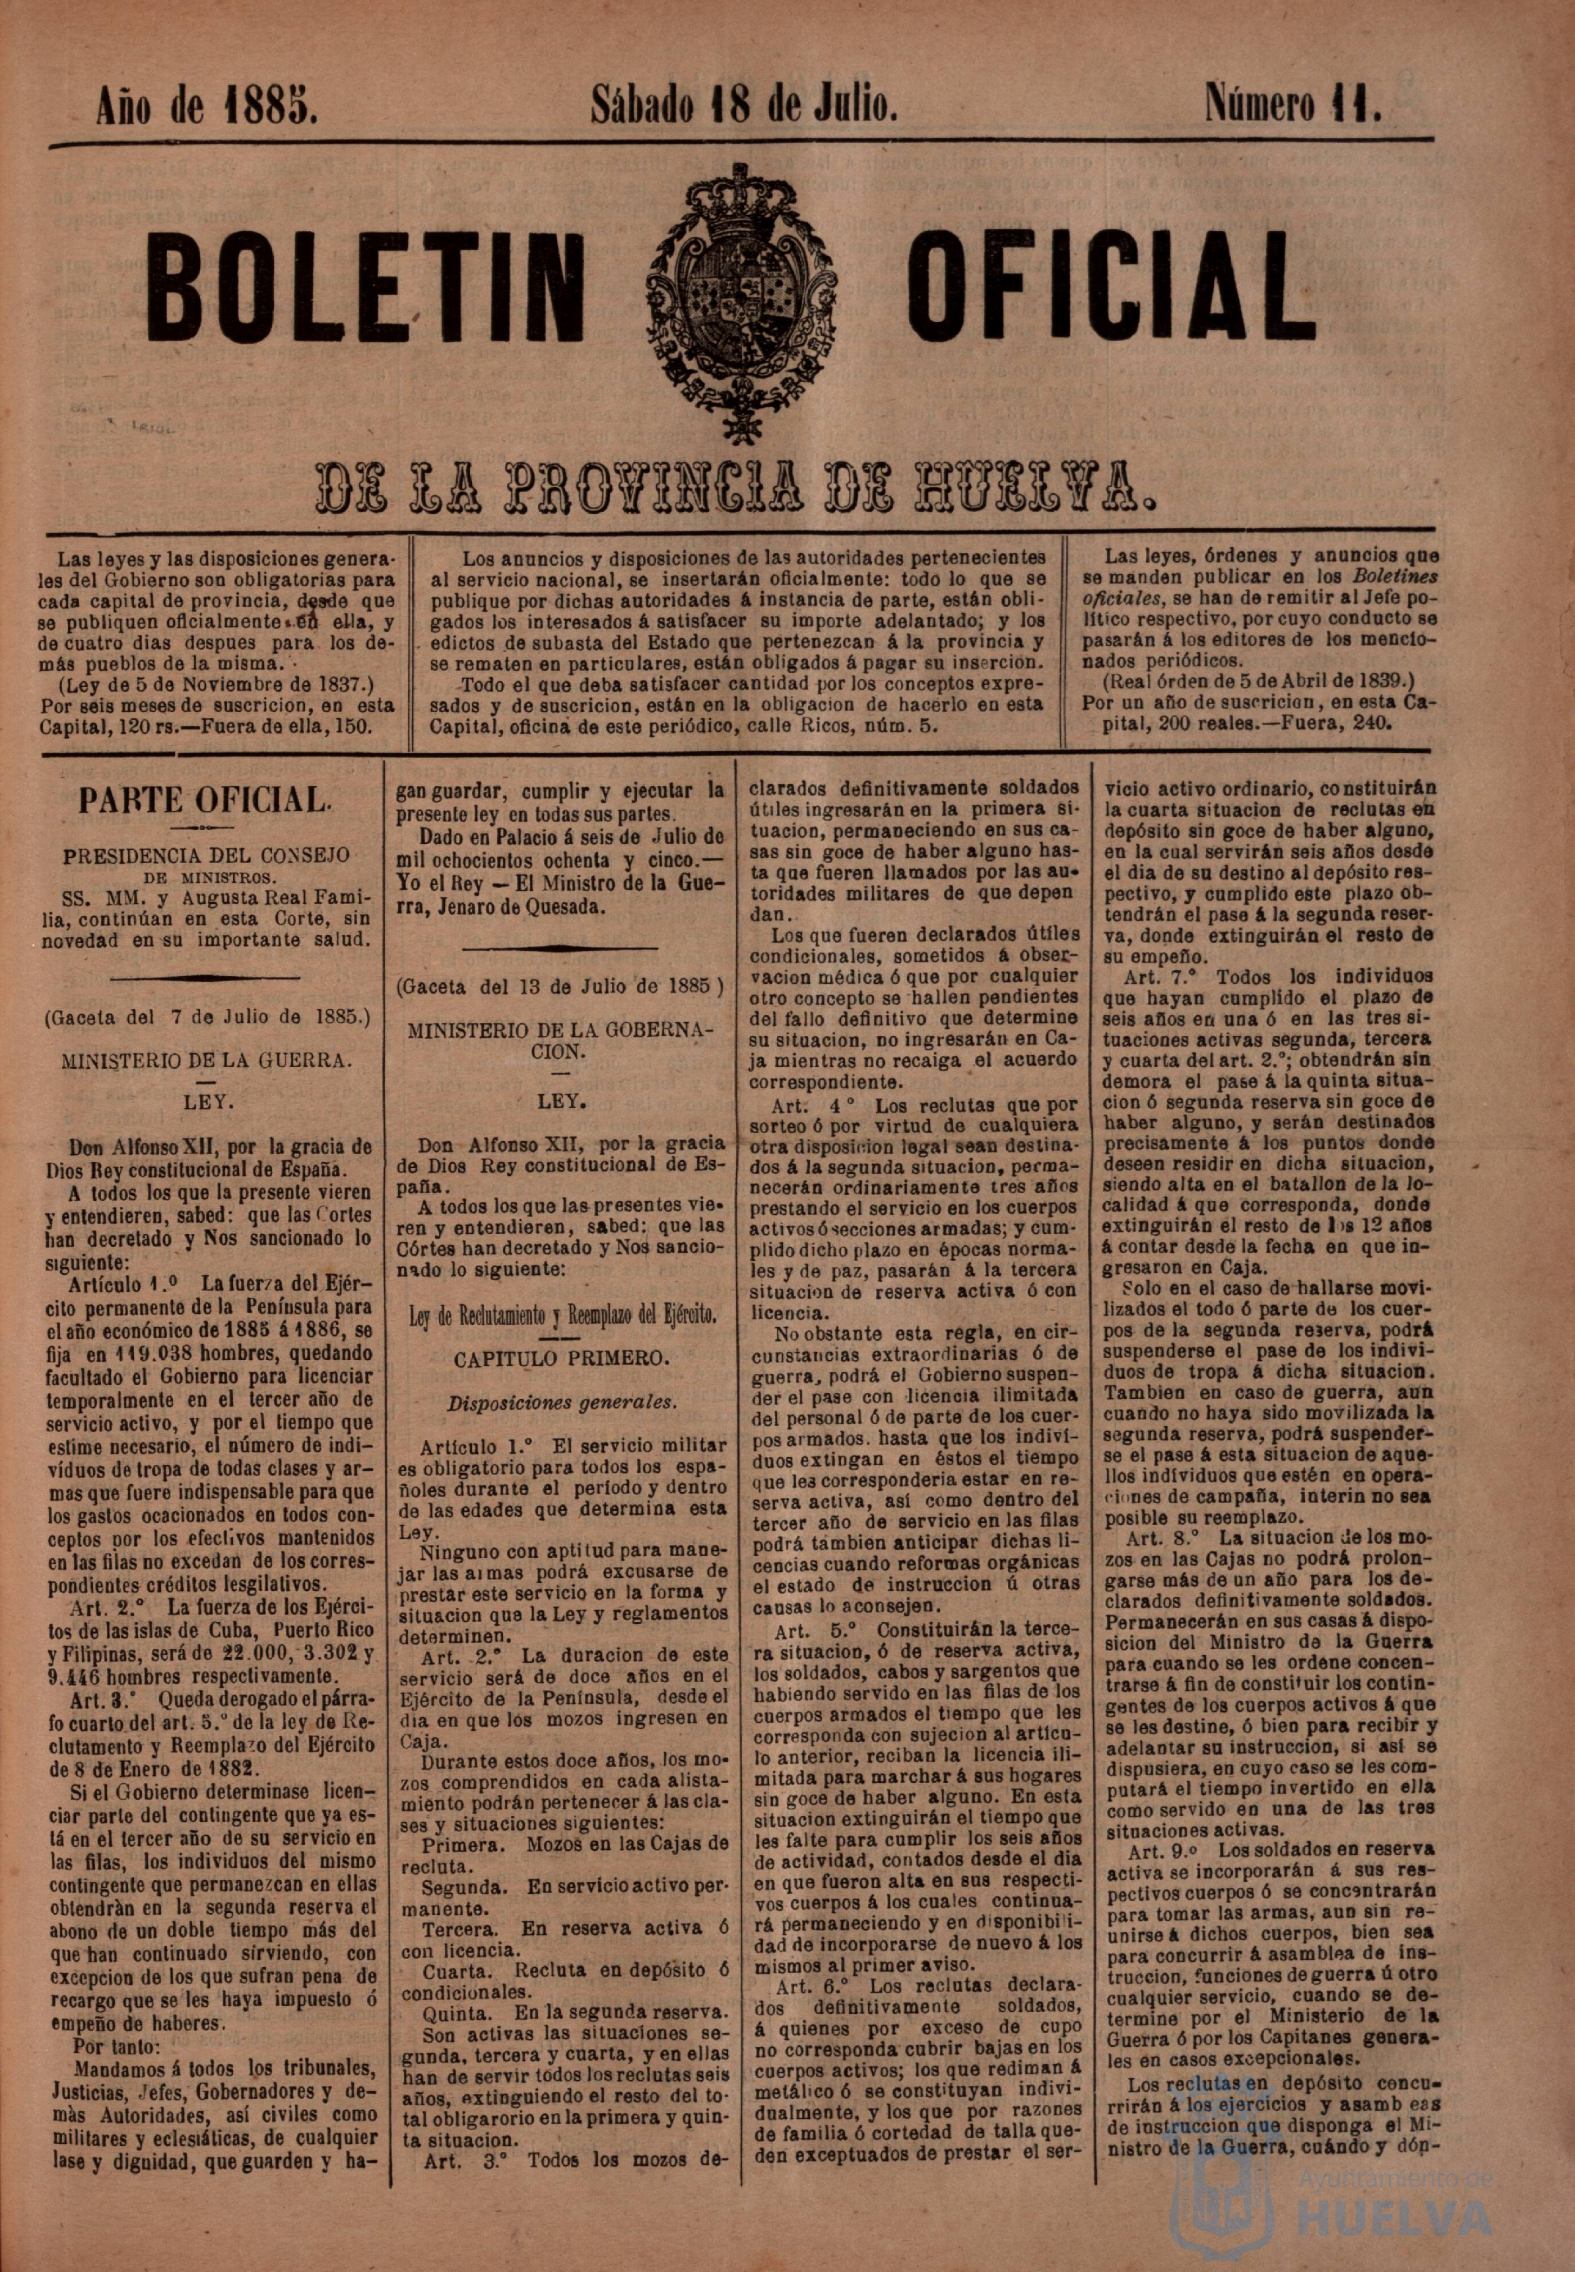 Año de 1885.
Sábado 18 de Julio.
Número 11.
BOLETIN OFICIAL
DE LA PROVINCIA DE HUELVA.
Las leyes y las disposiciones genera-
les del Gobierno son obligatorias para
cada capital de provincia, desde que
se publiquen oficialmente en ella, y
de cuatro dias despues para los de-
más pueblos de la misma.
(Ley de 5 de Noviembre de 1837.)
Por seis meses de suscricion, en esta
Capital, 120 rs.—Fuera de ella, 150.
Los anuncios y disposiciones de las autoridades pertenecientes
al servicio nacional, se insertarán oficialmente: todo lo que se
publique por dichas autoridades á instancia de parte, están obli-
gados los interesados á satisfacer su importe adelantado; y los
edictos de subasta del Estado que pertenezcan á la provincia y
se rematen en particulares, están obligados á pagar su insercion.
Todo el que deba satisfacer cantidad por los conceptos expre-
sados y de suscricion, están en la obligacion de hacerlo en esta
Capital, oficina de este periódico, calle Ricos, núm. 5.
Las leyes, órdenes y anuncios que
se manden publicar en los Boletines
oficiales, se han de remitir al Jefe po-
lítico respectivo, por cuyo conducto se
pasarán á los editores de los mencio-
nados periódicos.
(Real órden de 5 de Abril de 1839.)
Por un año de suscricion, en esta Ca-
pital, 200 reales.—Fuera, 240.
PARTE OFICIAL.
PRESIDENCIA DEL CONSEJO
DE MINISTROS.
SS. MM. y Augusta Real Fami-
lia, continúan en esta Corte, sin
novedad en su importante salud.
(Gaceta del 7 de Julio de 1885.)
MINISTERIO DE LA GUERRA.
LEY.
Don Alfonso XII, por la gracia de
Dios Rey constitucional de España.
A todos los que la presente vieren
y entendieren, sabed: que las Cortes
han decretado y Nos sancionado lo
siguiente:
Artículo 1.º La fuerza del Ejér-
cito permanente de la Península para
el año económico de 1885 á 1886, se
fija en 119.038 hombres, quedando
facultado el Gobierno para licenciar
temporalmente en el tercer año de
servicio activo, y por el tiempo que
estime necesario, el número de indi-
víduos de tropa de todas clases y ar-
mas que fuere indispensable para que
los gastos ocacionados en todos con-
ceptos por los efectivos mantenidos
en las filas no excedan de los corres-
pondientes créditos lesgilativos.
Art. 2.º La fuerza de los Ejérci-
tos de las islas de Cuba, Puerto Rico
y Filipinas, será de 22.000, 3.302 y
9.446 hombres respectivamente.
Art. 3.º Queda derogado el párra-
fo cuarto del art. 5.º de la ley de Re-
clutamento y Reemplazo del Ejército
de 8 de Enero de 1882.
Si el Gobierno determinase licen-
ciar parte del contingente que ya es-
tá en el tercer año de su servicio en
las filas, los individuos del mismo
contingente que permanezcan en ellas
obtendrán en la segunda reserva el
abono de un doble tiempo más del
que han continuado sirviendo, con
excepcion de los que sufran pena de
recargo que se les haya impuesto ó
empeño de haberes.
Por tanto:
Mandamos á todos los tribunales,
Justicias, Jefes, Gobernadores y de-
màs Autoridades, así civiles como
militares y eclesiáticas, de cualquier
lase y dignidad, que guarden y ha-
gan guardar, cumplir y ejecutar la
presente ley en todas sus partes.
Dado en Palacio á seis de Julio de
mil ochocientos ochenta y cinco.—
Yo el Rey — El Ministro de la Gue-
rra, Jenaro de Quesada.
(Gaceta del 13 de Julio de 1885 )
MINISTERIO DE LA GOBERNA-
CION.
LEY.
Don Alfonso XII, por la gracia
de Dios Rey constitucional de Es-
paña.
A todos los que las presentes vie-
ren y entendieren, sabed: que las
Córtes han decretado y Nos sancio-
nado lo siguiente:
Ley de Reclutamiento y Reemplazo del Ejército.
CAPITULO PRIMERO.
Disposiciones generales.
Artículo 1.º El servicio militar
es obligatorio para todos los espa-
ñoles durante el período y dentro
de las edades que determina esta
Ley.
Ninguno con aptitud para mane-
jar las armas podrá excusarse de
prestar este servicio en la forma y
situacion que la Ley y reglamentos
determinen.
Art. 2.º La duracion de este
servicio será de doce años en el
Ejército de la Península, desde el
dia en que los mozos ingresen en
Caja.
Durante estos doce años, los mo-
zos comprendidos en cada alista-
miento podrán pertenecer á las cla-
ses y situaciones siguientes:
Primera. Mozos en las Cajas de
recluta.
Segunda. En servicio activo per-
manente.
Tercera. En reserva activa ó
con licencia.
Cuarta. Recluta en depósito ó
condicionales.
Quinta. En la segunda reserva.
Son activas las situaciones se-
gunda, tercera y cuarta, y en ellas
han de servir todos los reclutas seis
años, extinguiendo el resto del to-
tal obligarorio en la primera y quin-
ta situacion.
Art. 3.º Todos los mozos de-
clarados definitivamente soldados
útiles ingresarán en la primera si-
tuacion, permaneciendo en sus ca-
sas sin goce de haber alguno has-
ta que fueren llamados por las au-
toridades militares de que depen
dan.
Los que fueren declarados útiles
condicionales, sometidos á obser-
vacion médica ó que por cualquier
otro concepto se hallen pendientes
del fallo definitivo que determine
su situacion, no ingresarán en Ca-
ja mientras no recaiga el acuerdo
correspondiente.
Art. 4º Los reclutas que por
sorteo ó por virtud de cualquiera
otra disposicion legal sean destina-
dos á la segunda situacion, perma-
necerán ordinariamente tres años
prestando el servicio en los cuerpos
activos ó secciones armadas; y cum-
plido dicho plazo en épocas norma-
les y de paz, pasarán á la tercera
situacion de reserva activa ó con
licencia.
No obstante esta regla, en cir-
cunstancias extraordinarias ó de
guerra, podrá el Gobierno suspen-
der el pase con licencia ilimitada
del personal ó de parte de los cuer-
pos armados. hasta que los indiví-
duos extingan en éstos el tiempo
que les corresponderia estar en re-
serva activa, así como dentro del
tercer año de servicio en las filas
podrá tambien anticipar dichas li-
cencias cuando reformas orgánicas
el estado de instruccion ú otras
causas lo aconsejen.
Art. 5.º Constituirán la terce-
ra situacion, ó de reserva activa,
los soldados, cabos y sargentos que
habiendo servido en las filas de los
cuerpos armados el tiempo que les
corresponda con sujecion al artícu-
lo anterior, reciban la licencia ili-
mitada para marchar á sus hogares
sin goce de haber alguno. En esta
situacion extinguirán el tiempo que
les falte para cumplir los seis años
de actividad, contados desde el dia
en que fueron alta en sus respecti-
vos cuerpos á los cuales continua-
rá permaneciendo y en disponibili-
dad de incorporarse de nuevo á los
mismos al primer aviso.
Art. 6.º Los reclutas declara-
dos definitivamente soldados,
á quienes por exceso de cupo
no corresponda cubrir bajas en los
cuerpos activos; los que rediman á
metálico ó se constituyan indivi-
dualmente, y los que por razones
de familia ó cortedad de talla que-
den exceptuados de prestar el ser-
vicio activo ordinario, constituirán
la cuarta situacion de reclutas en
depósito sin goce de haber alguno,
en la cual servirán seis años desde
el dia de su destino al depósito res-
pectivo, y cumplido este plazo ob-
tendrán el pase á la segunda reser-
va, donde extinguirán el resto de
su empeño.
Art. 7.º Todos los individuos
que hayan cumplido el plazo de
seis años en una ó en las tres si-
tuaciones activas segunda, tercera
y cuarta del art. 2.º; obtendrán sin
demora el pase á la quinta situa-
cion ó segunda reserva sin goce de
haber alguno, y serán destinados
precisamente á los puntos donde
deseen residir en dicha situacion,
siendo alta en el batallon de la lo-
calidad á que corresponda, donde
extinguirán el resto de los 12 años
á contar desde la fecha en que in-
gresaron en Caja.
Solo en el caso de hallarse movi-
lizados el todo ó parte de los cuer-
pos de la segunda reserva, podrá
suspenderse el pase de los indivi-
duos de tropa á dicha situacion.
Tambien en caso de guerra, aun
cuando no haya sido movilizada la
segunda reserva, podrá suspender-
se el pase á esta situacion de aque-
llos indíviduos que estén en opera-
ciones de campaña, interin no sea
posible su reemplazo.
Art. 8.º La situacion de los mo-
zos en las Cajas no podrá prolon-
garse más de un año para los de-
clarados definitivamente soldados.
Permanecerán en sus casas á dispo-
sicion del Ministro de la Guerra
para cuando se les ordene concen-
trarse á fin de constituir los contin-
gentes de los cuerpos activos á que
se les destine, ó bien para recibir y
adelantar su instruccion, si así se
dispusiera, en cuyo caso se les com-
putará el tiempo invertido en ella
como servido en una de las tres
situaciones activas.
Art. 9.º Los soldados en reserva
activa se incorporarán á sus res-
pectivos cuerpos ó se concentrarán
para tomar las armas, aun sin re-
unirse á dichos cuerpos, bien sea
para concurrir á asamblea de ins-
truccion, funciones de guerra ú otro
cualquier servicio, cuando se de-
termine por el Ministerio de la
Guerra ó por los Capitanes genera-
les en casos excepcionales.
Los reclutas en depósito concu-
rrirán á los ejercicios y asamb eas
de instruccion que disponga el Mi-
nistro de la Guerra, cuándo y dón-
Ayuntamiento de
HUELVA